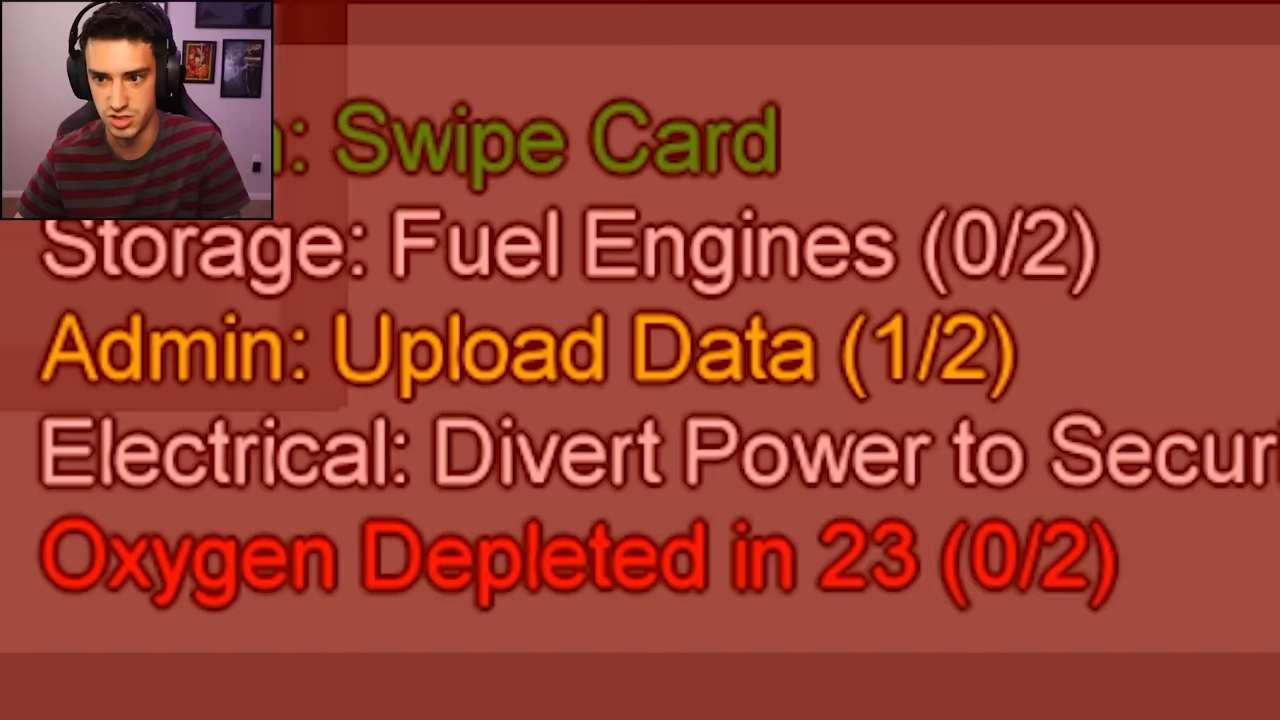 : Swipe Card
Storage: Fuel Engines (0/2)
Admin: Upload Data (1/2)
Electrical: Divert Power to Securi
Oxygen Depleted in 23 (0/2)